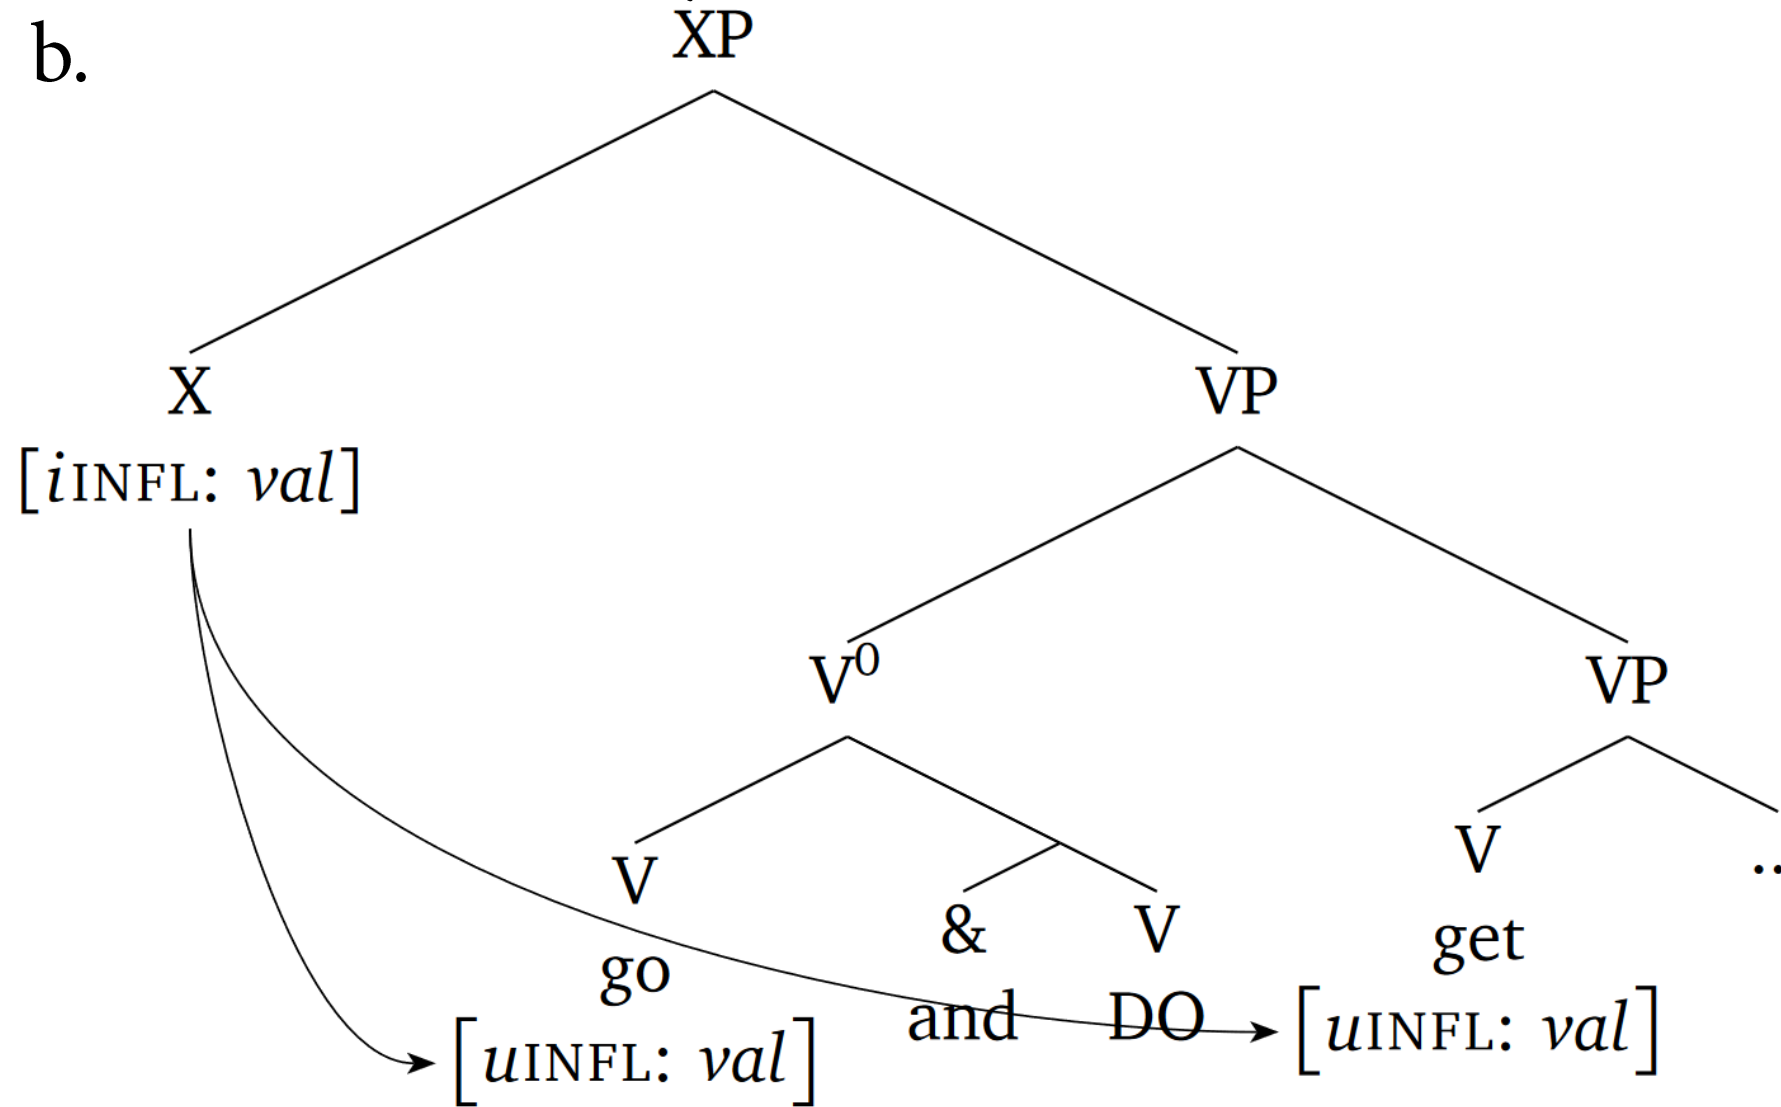 b.
XP
X VP
[iINFL: val]
V⁰ VP
V & V V ..
go and DO get
[uINFL: val] [uINFL: val]